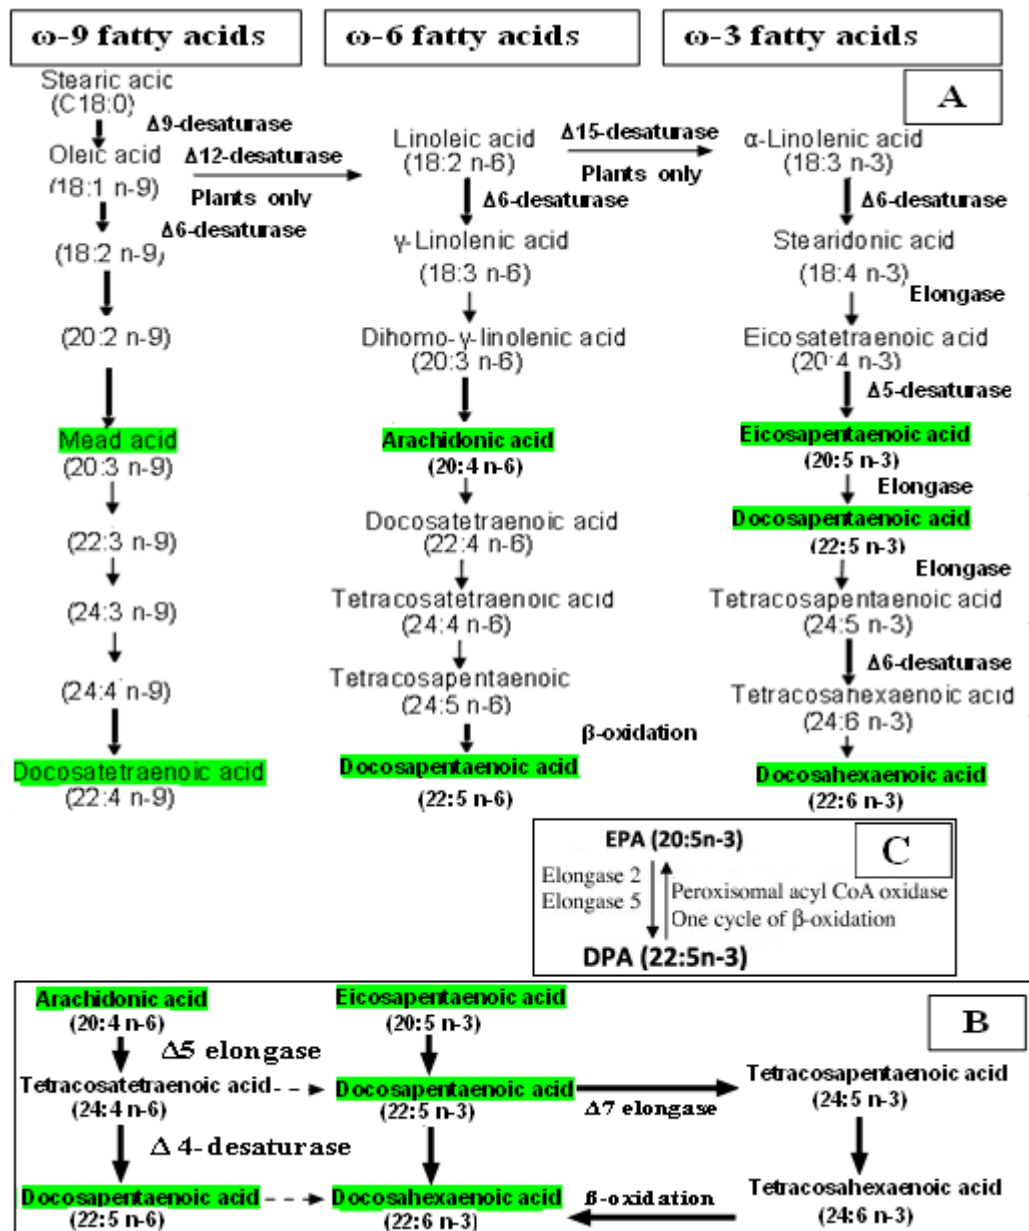 ω-9 fatty acids
ω-6 fatty acids
ω-3 fatty acids
A
Stearic acid
(C18:0)
Δ9-desaturase
Oleic acid
(18:1 n-9)
Δ12-desaturase
Plants only
Δ6-desaturase
(18:2 n-9)
(20:2 n-9)
Mead acid
(20:3 n-9)
(22:3 n-9)
(24:3 n-9)
(24:4 n-9)
Docosatetraenoic acid
(22:4 n-9)
Linoleic acid
(18:2 n-6)
Δ15-desaturase
Plants only
Δ6-desaturase
γ-Linolenic acid
(18:3 n-6)
Dihomo-γ-linolenic acid
(20:3 n-6)
Arachidonic acid
(20:4 n-6)
Docosatetraenoic acid
(22:4 n-6)
Tetracosatetraenoic acid
(24:4 n-6)
Tetracosapentaenoic
(24:5 n-6)
β-oxidation
Docosapentaenoic acid
(22:5 n-6)
α-Linolenic acid
(18:3 n-3)
Δ6-desaturase
Stearidonic acid
(18:4 n-3)
Elongase
Eicosatetraenoic acid
(20:4 n-3)
Δ5-desaturase
Eicosapentaenoic acid
(20:5 n-3)
Elongase
Docosapentaenoic acid
(22:5 n-3)
Elongase
Tetracosapentaenoic acid
(24:5 n-3)
Δ6-desaturase
Tetracosahexaenoic acid
(24:6 n-3)
Docosahexaenoic acid
(22:6 n-3)
C
EPA (20:5n-3)
Elongase 2
Elongase 5
Peroxisomal acyl CoA oxidase
One cycle of β-oxidation
DPA (22:5n-3)
B
Arachidonic acid
(20:4 n-6)
Δ5 elongase
Tetracosatetraenoic acid
(24:4 n-6)
Δ 4-desaturase
Docosapentaenoic acid
(22:5 n-6)
Eicosapentaenoic acid
(20:5 n-3)
Docosapentaenoic acid
(22:5 n-3)
Δ7 elongase
Docosahexaenoic acid
(22:6 n-3]
ß-oxidation
Tetracosapentaenoic acid
(24:5 n-3)
Tetracosahexaenoic acid
(24:6 n-3)